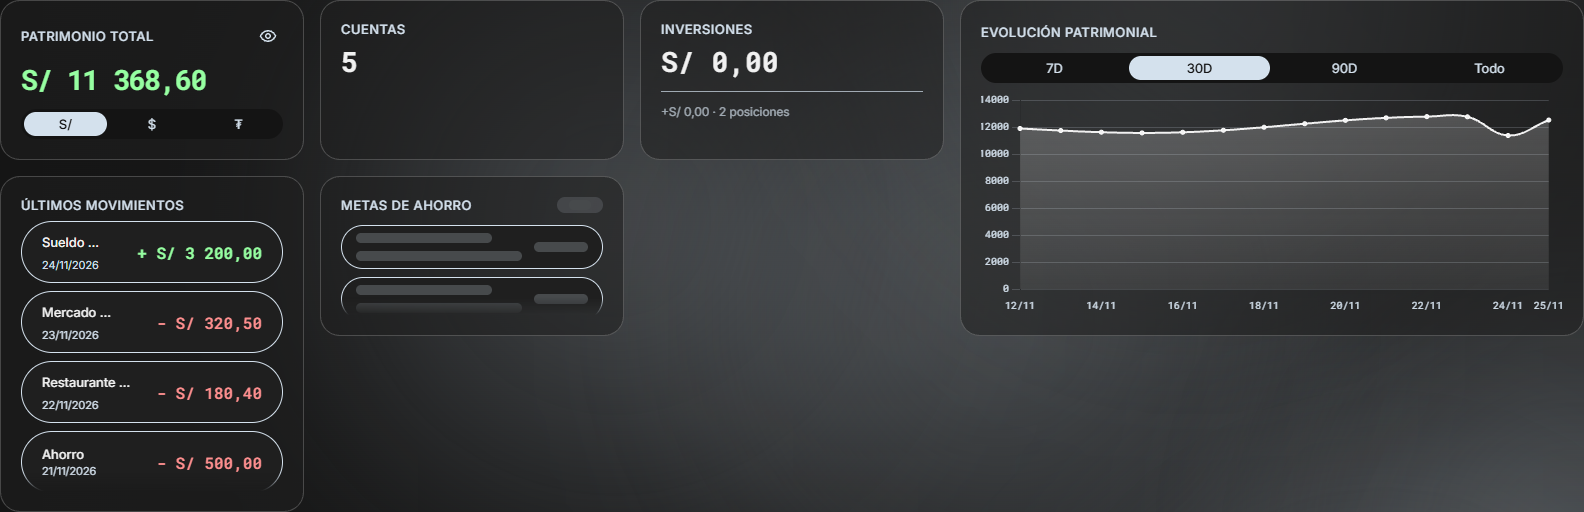 PATRIMONIO TOTAL
S/ 11 368,60
S/ $ ₮
CUENTAS
5
INVERSIONES
S/ 0,00
+S/ 0,00 · 2 posiciones
EVOLUCIÓN PATRIMONIAL
7D 30D 90D Todo
14000
12000
10000
8000
6000
4000
2000
0
12/11 14/11 16/11 18/11 20/11 22/11 24/11 25/11
ÚLTIMOS MOVIMIENTOS
Sueldo ...
24/11/2026
+ S/ 3 200,00
Mercado ...
23/11/2026
- S/ 320,50
Restaurante ...
22/11/2026
- S/ 180,40
Ahorro
21/11/2026
- S/ 500,00
METAS DE AHORRO